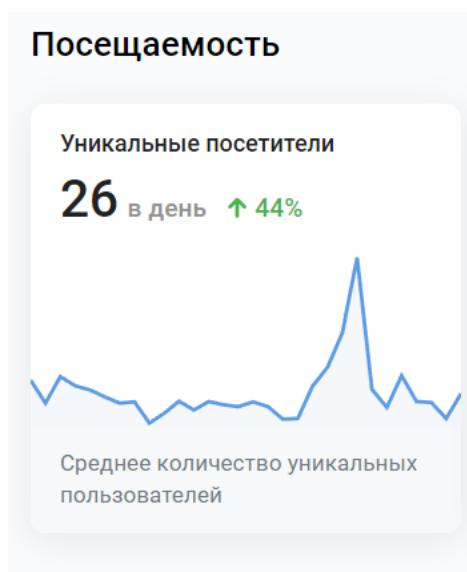 Посещаемость
Уникальные посетители
26 в день ↑ 44%
Среднее количество уникальных
пользователей